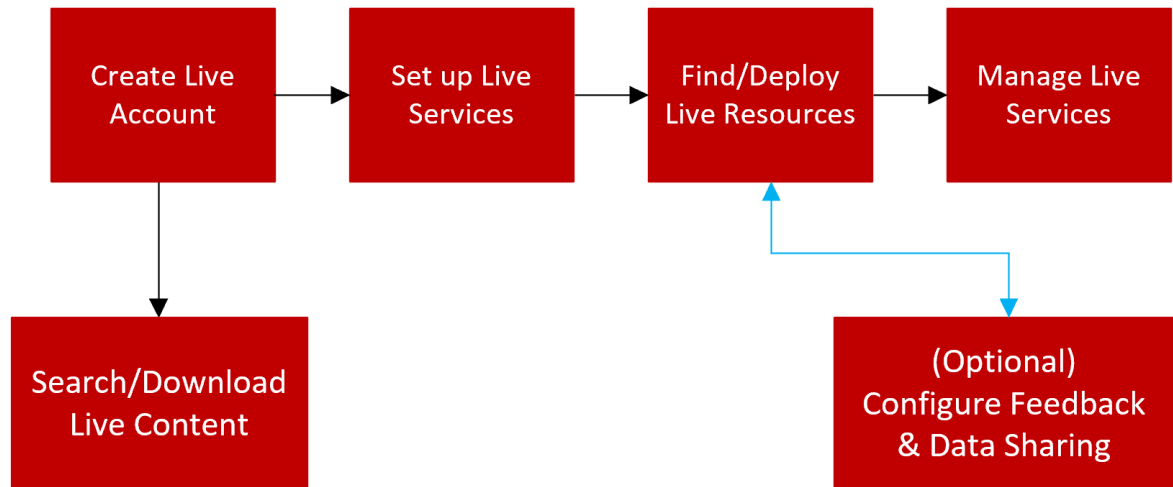 Create Live
Account
Set up Live
Services
Find/Deploy
Live Resources
Manage Live
Services
Search/Download
Live Content
(Optional)
Configure Feedback
& Data Sharing